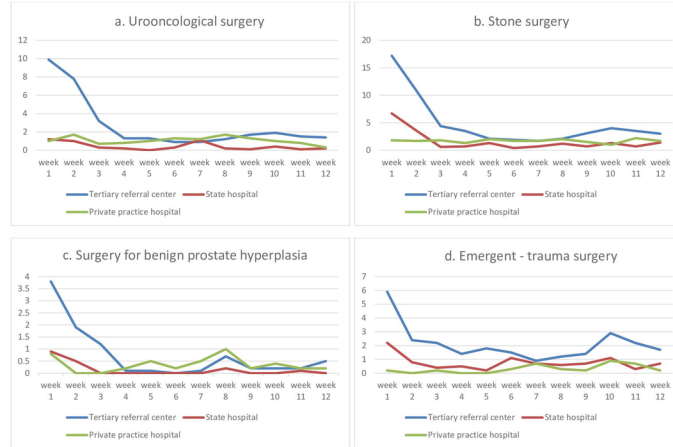 a. Urooncological surgery
12
10
8
6
4
2
0
week week week week week week week week week week week week
1 2 3 4 5 6 7 8 9 10 11 12
Tertiary referral center State hospital
Private practice hospital
b. Stone surgery
20
15
10
5
0
week week week week week week week week week week week week
1 2 3 4 5 6 7 8 9 10 11 12
Tertiary referral center State hospital
Private practice hospital
c. Surgery for benign prostate hyperplasia
4
3.5
3
2.5
2
1.5
1
0.5
0
week week week week week week week week week week week week
1 2 3 4 5 6 7 8 9 10 11 12
Tertiary referral center State hospital
Private practice hospital
d. Emergent - trauma surgery
7
6
5
4
3
2
1
0
week week week week week week week week week week week week
1 2 3 4 5 6 7 8 9 10 11 12
Tertiary referral center State hospital
Private practice hospital